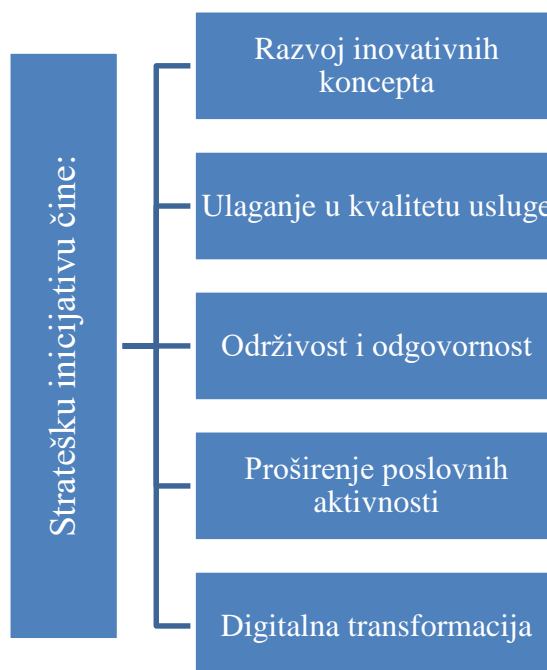 Stratešku inicijativu čine:
Razvoj inovativnih
koncepta
Ulaganje u kvalitetu usluge
Održivost i odgovornost
Proširenje poslovnih
aktivnosti
Digitalna transformacija